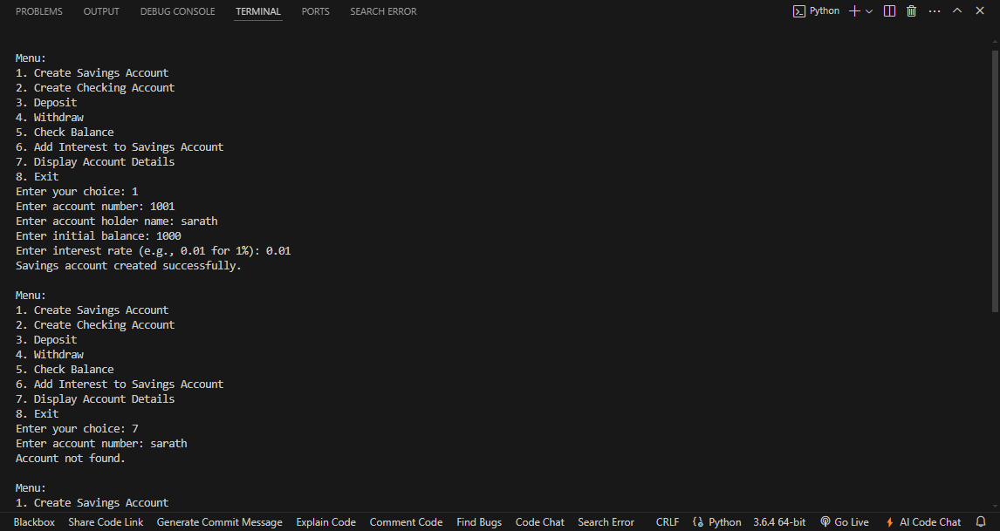 PROBLEMS OUTPUT DEBUG CONSOLE TERMINAL PORTS SEARCH ERROR Python
Menu:
1. Create Savings Account
2. Create Checking Account
3. Deposit
4. Withdraw
5. Check Balance
6. Add Interest to Savings Account
7. Display Account Details
8. Exit
Enter your choice: 1
Enter account number: 1001
Enter account holder name: sarath
Enter initial balance: 1000
Enter interest rate (e.g., 0.01 for 1%): 0.01
Savings account created successfully.
Menu:
1. Create Savings Account
2. Create Checking Account
3. Deposit
4. Withdraw
5. Check Balance
6. Add Interest to Savings Account
7. Display Account Details
8. Exit
Enter your choice: 7
Enter account number: sarath
Account not found.
Menu:
1. Create Savings Account
Blackbox Share Code Link Generate Commit Message Explain Code Comment Code Find Bugs Code Chat Search Error CRLF Python 3.6.4 64-bit Go Live AI Code Chat